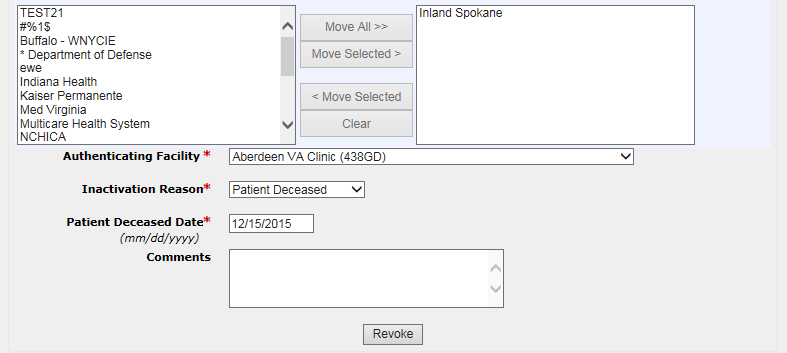 TEST21
#%1$
Buffalo - WNYCIE
* Department of Defense
ewe
Indiana Health
Kaiser Permanente
Med Virginia
Multicare Health System
NCHICA
Move All >>
Move Selected >
< Move Selected
Clear
Inland Spokane
Authenticating Facility * Aberdeen VA Clinic (438GD)
Inactivation Reason* Patient Deceased
Patient Deceased Date* 12/15/2015
(mm/dd/yyyy)
Comments
Revoke